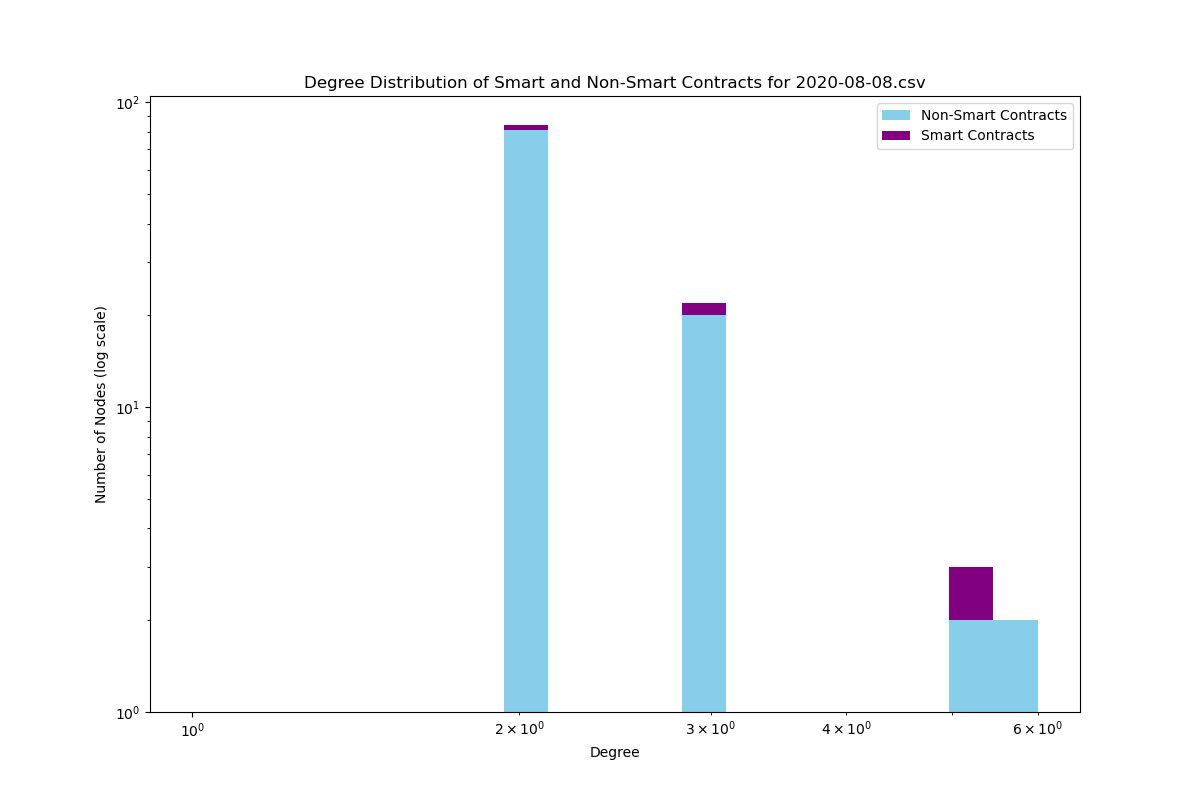 Degree Distribution of Smart and Non-Smart Contracts for 2020-08-08.csv
Non-Smart Contracts
Smart Contracts
Number of Nodes (log scale)
10²
10¹
10⁰
10⁰ 2 × 10⁰ 3 × 10⁰ 4 × 10⁰ 6 × 10⁰
Degree